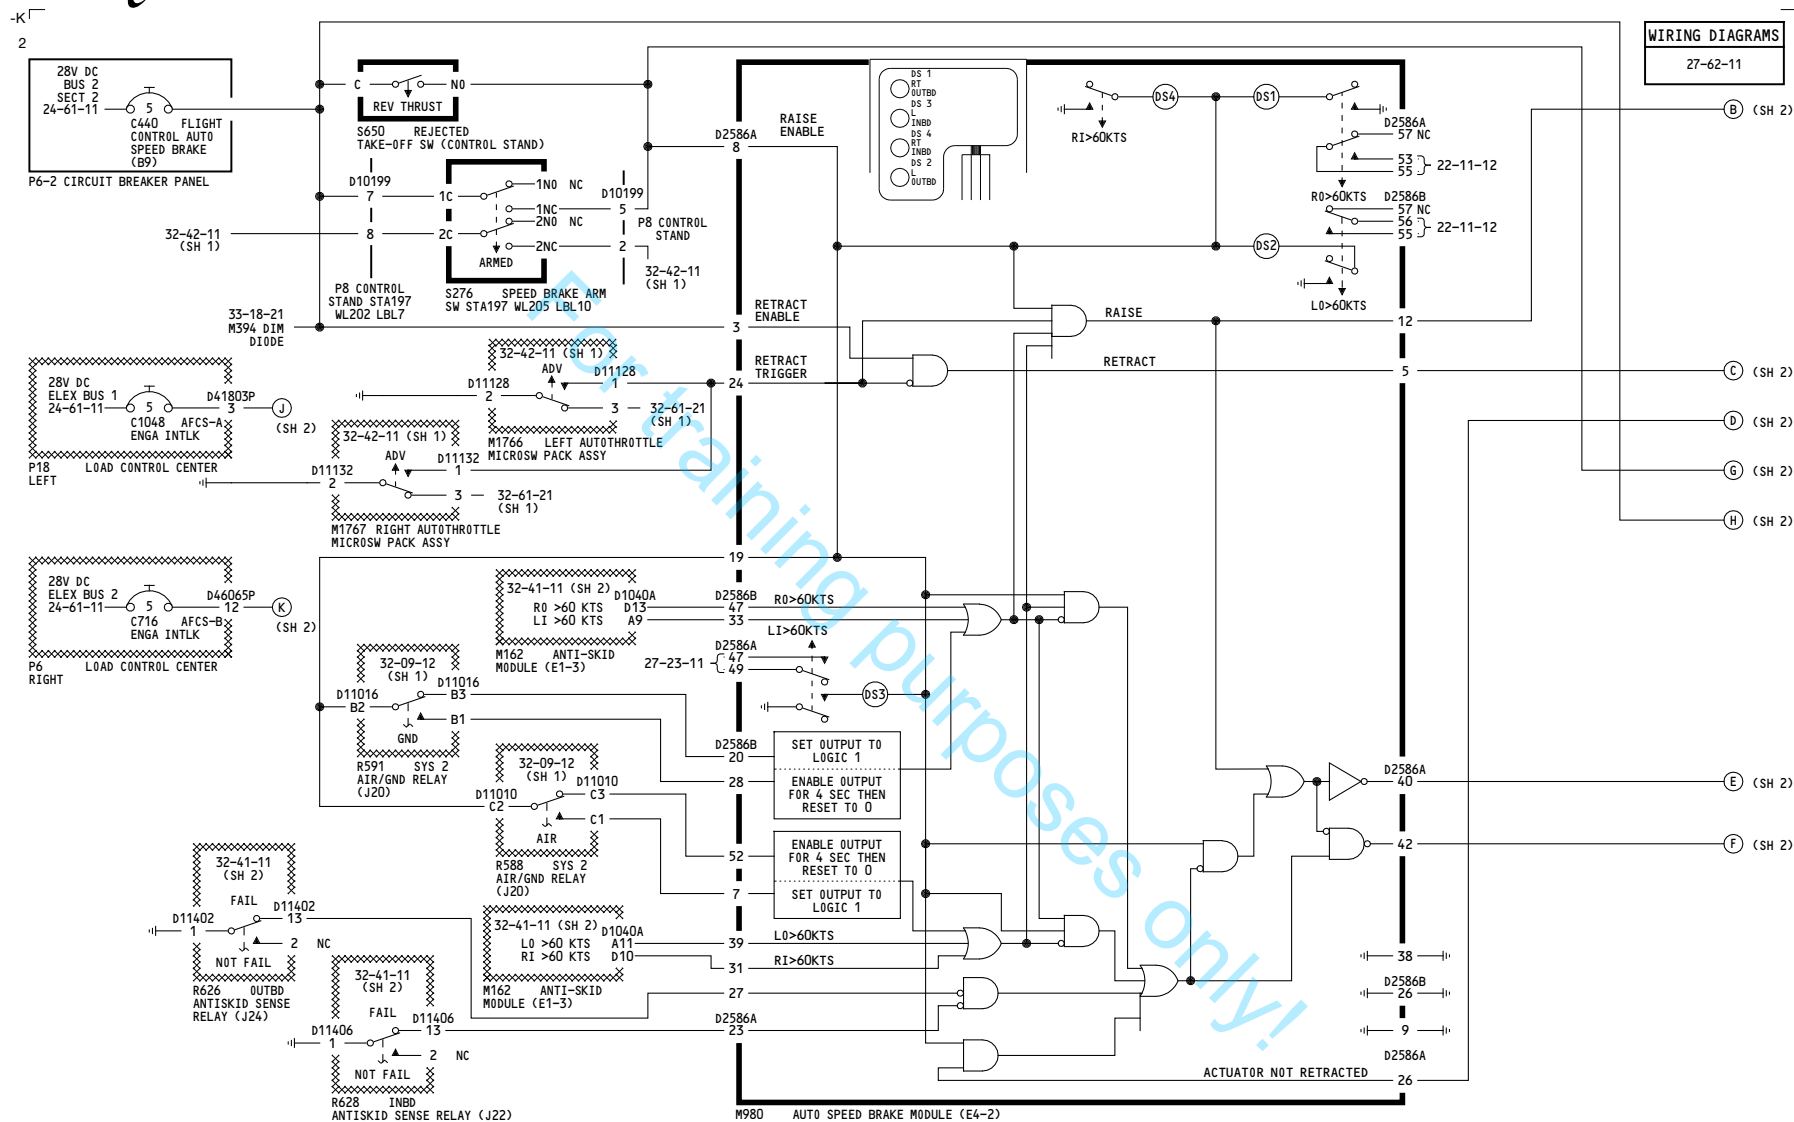 -K
2
WIRING DIAGRAMS
27-62-11
28V DC
BUS 2
SECT 2
24-61-11
5
C440 FLIGHT
CONTROL AUTO
SPEED BRAKE
(B9)
P6-2 CIRCUIT BREAKER PANEL
C
NO
REV THRUST
S650 REJECTED
TAKE-OFF SW (CONTROL STAND)
D10199
7
8
1C
2C
1NO NC
1NC
2NO NC
2NC
ARMED
D10199
5
2
P8 CONTROL
STAND
32-42-11
(SH 1)
32-42-11
(SH 1)
P8 CONTROL
STAND STA197
WL202 LBL7
S276 SPEED BRAKE ARM
SW STA197 WL205 LBL10
33-18-21
M394 DIM
DIODE
28V DC
ELEX BUS 1
24-61-11
5
C1048 AFCS-A
ENGA INTLK
D41803P
3
J
(SH 2)
P18 LOAD CONTROL CENTER
LEFT
32-42-11 (SH 1)
ADV
D11128
1
D11128
2
3
32-61-21
(SH 1)
M1766 LEFT AUTOTHROTTLE
MICROSW PACK ASSY
32-42-11 (SH 1)
ADV
D11132
1
D11132
2
3
32-61-21
(SH 1)
M1767 RIGHT AUTOTHROTTLE
MICROSW PACK ASSY
28V DC
ELEX BUS 2
24-61-11
5
C716 AFCS-B
ENGA INTLK
D46065P
12
K
(SH 2)
P6 LOAD CONTROL CENTER
RIGHT
32-41-11 (SH 2)
D1040A
RO >60 KTS D13
LI >60 KTS A9
M162 ANTI-SKID
MODULE (E1-3)
32-09-12
(SH 1)
D11016
B3
D11016
B2
B1
GND
R591 SYS 2
AIR/GND RELAY
(J20)
32-09-12
(SH 1)
D11010
C3
D11010
C2
C1
AIR
R588 SYS 2
AIR/GND RELAY
(J20)
32-41-11
(SH 2)
FAIL
D11402
13
D11402
1
2 NC
NOT FAIL
R626 OUTBD
ANTISKID SENSE
RELAY (J24)
32-41-11
(SH 2)
FAIL
D11406
13
D11406
1
2 NC
NOT FAIL
R628 INBD
ANTISKID SENSE RELAY (J22)
32-41-11 (SH 2)
D1040A
LO >60 KTS A11
RI >60 KTS D10
M162 ANTI-SKID
MODULE (E1-3)
D2586A
8
RAISE
ENABLE
3
RETRACT
ENABLE
24
RETRACT
TRIGGER
19
D2586B
47
RO>60KTS
33
27-23-11
D2586A
47
49
LI>60KTS
DS3
D2586B
20
28
SET OUTPUT TO
LOGIC 1
ENABLE OUTPUT
FOR 4 SEC THEN
RESET TO 0
52
7
ENABLE OUTPUT
FOR 4 SEC THEN
RESET TO 0
SET OUTPUT TO
LOGIC 1
39
LO>60KTS
31
RI>60KTS
27
D2586A
23
DS 1
RT
OUTBD
DS 3
L
INBD
DS 4
RT
INBD
DS 2
L
OUTBD
DS4
DS1
RI>60KTS
D2586A
57 NC
53
55
22-11-12
RO>60KTS
D2586B
57 NC
56
55
22-11-12
DS2
LO>60KTS
RAISE
12
RETRACT
5
D2586A
40
42
38
D2586B
26
9
D2586A
26
ACTUATOR NOT RETRACTED
M980 AUTO SPEED BRAKE MODULE (E4-2)
B (SH 2)
C (SH 2)
D (SH 2)
G (SH 2)
H (SH 2)
E (SH 2)
F (SH 2)
For training purposes only!